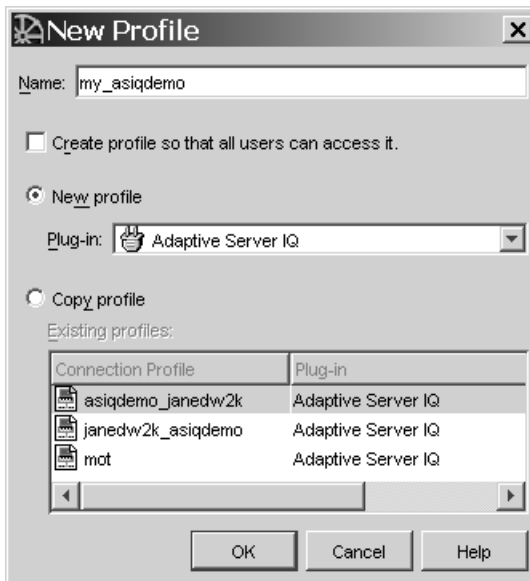 New Profile
Name: my_asiqdemo
Create profile so that all users can access it.
New profile
Plug-in: Adaptive Server IQ
Copy profile
Existing profiles:
Connection Profile Plug-in
asiqdemo_janedw2k Adaptive Server IQ
janedw2k_asiqdemo Adaptive Server IQ
mot Adaptive Server IQ
OK Cancel Help